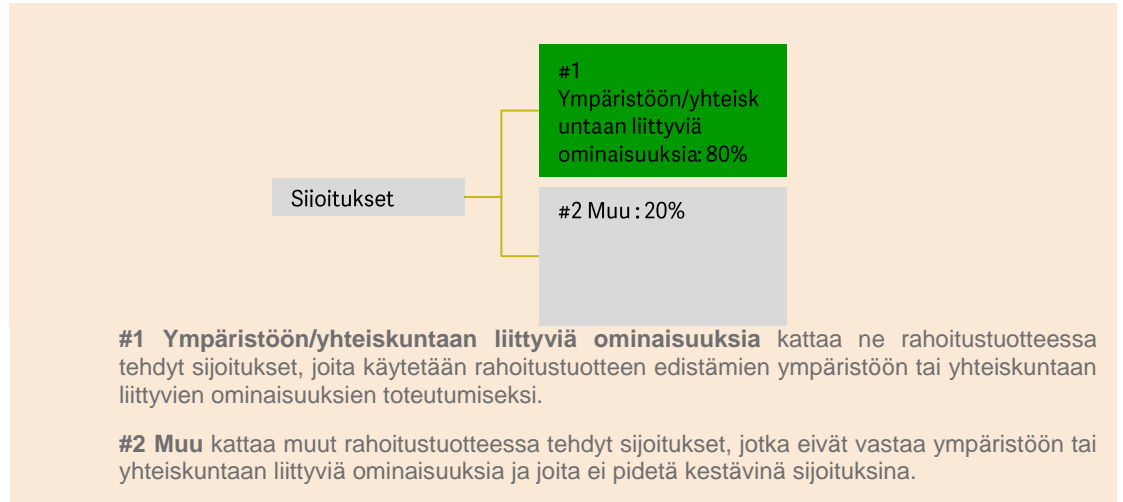 #1
Ympäristöön/yhteisk
untaan liittyviä
ominaisuuksia: 80%
Sijoitukset
#2 Muu : 20%
#1 Ympäristöön/yhteiskuntaan liittyviä ominaisuuksia kattaa ne rahoitustuotteessa
tehdyt sijoitukset, joita käytetään rahoitustuotteen edistämien ympäristöön tai yhteiskuntaan
liittyvien ominaisuuksien toteutumiseksi.
#2 Muu kattaa muut rahoitustuotteessa tehdyt sijoitukset, jotka eivät vastaa ympäristöön tai
yhteiskuntaan liittyviä ominaisuuksia ja joita ei pidetä kestävinä sijoituksina.